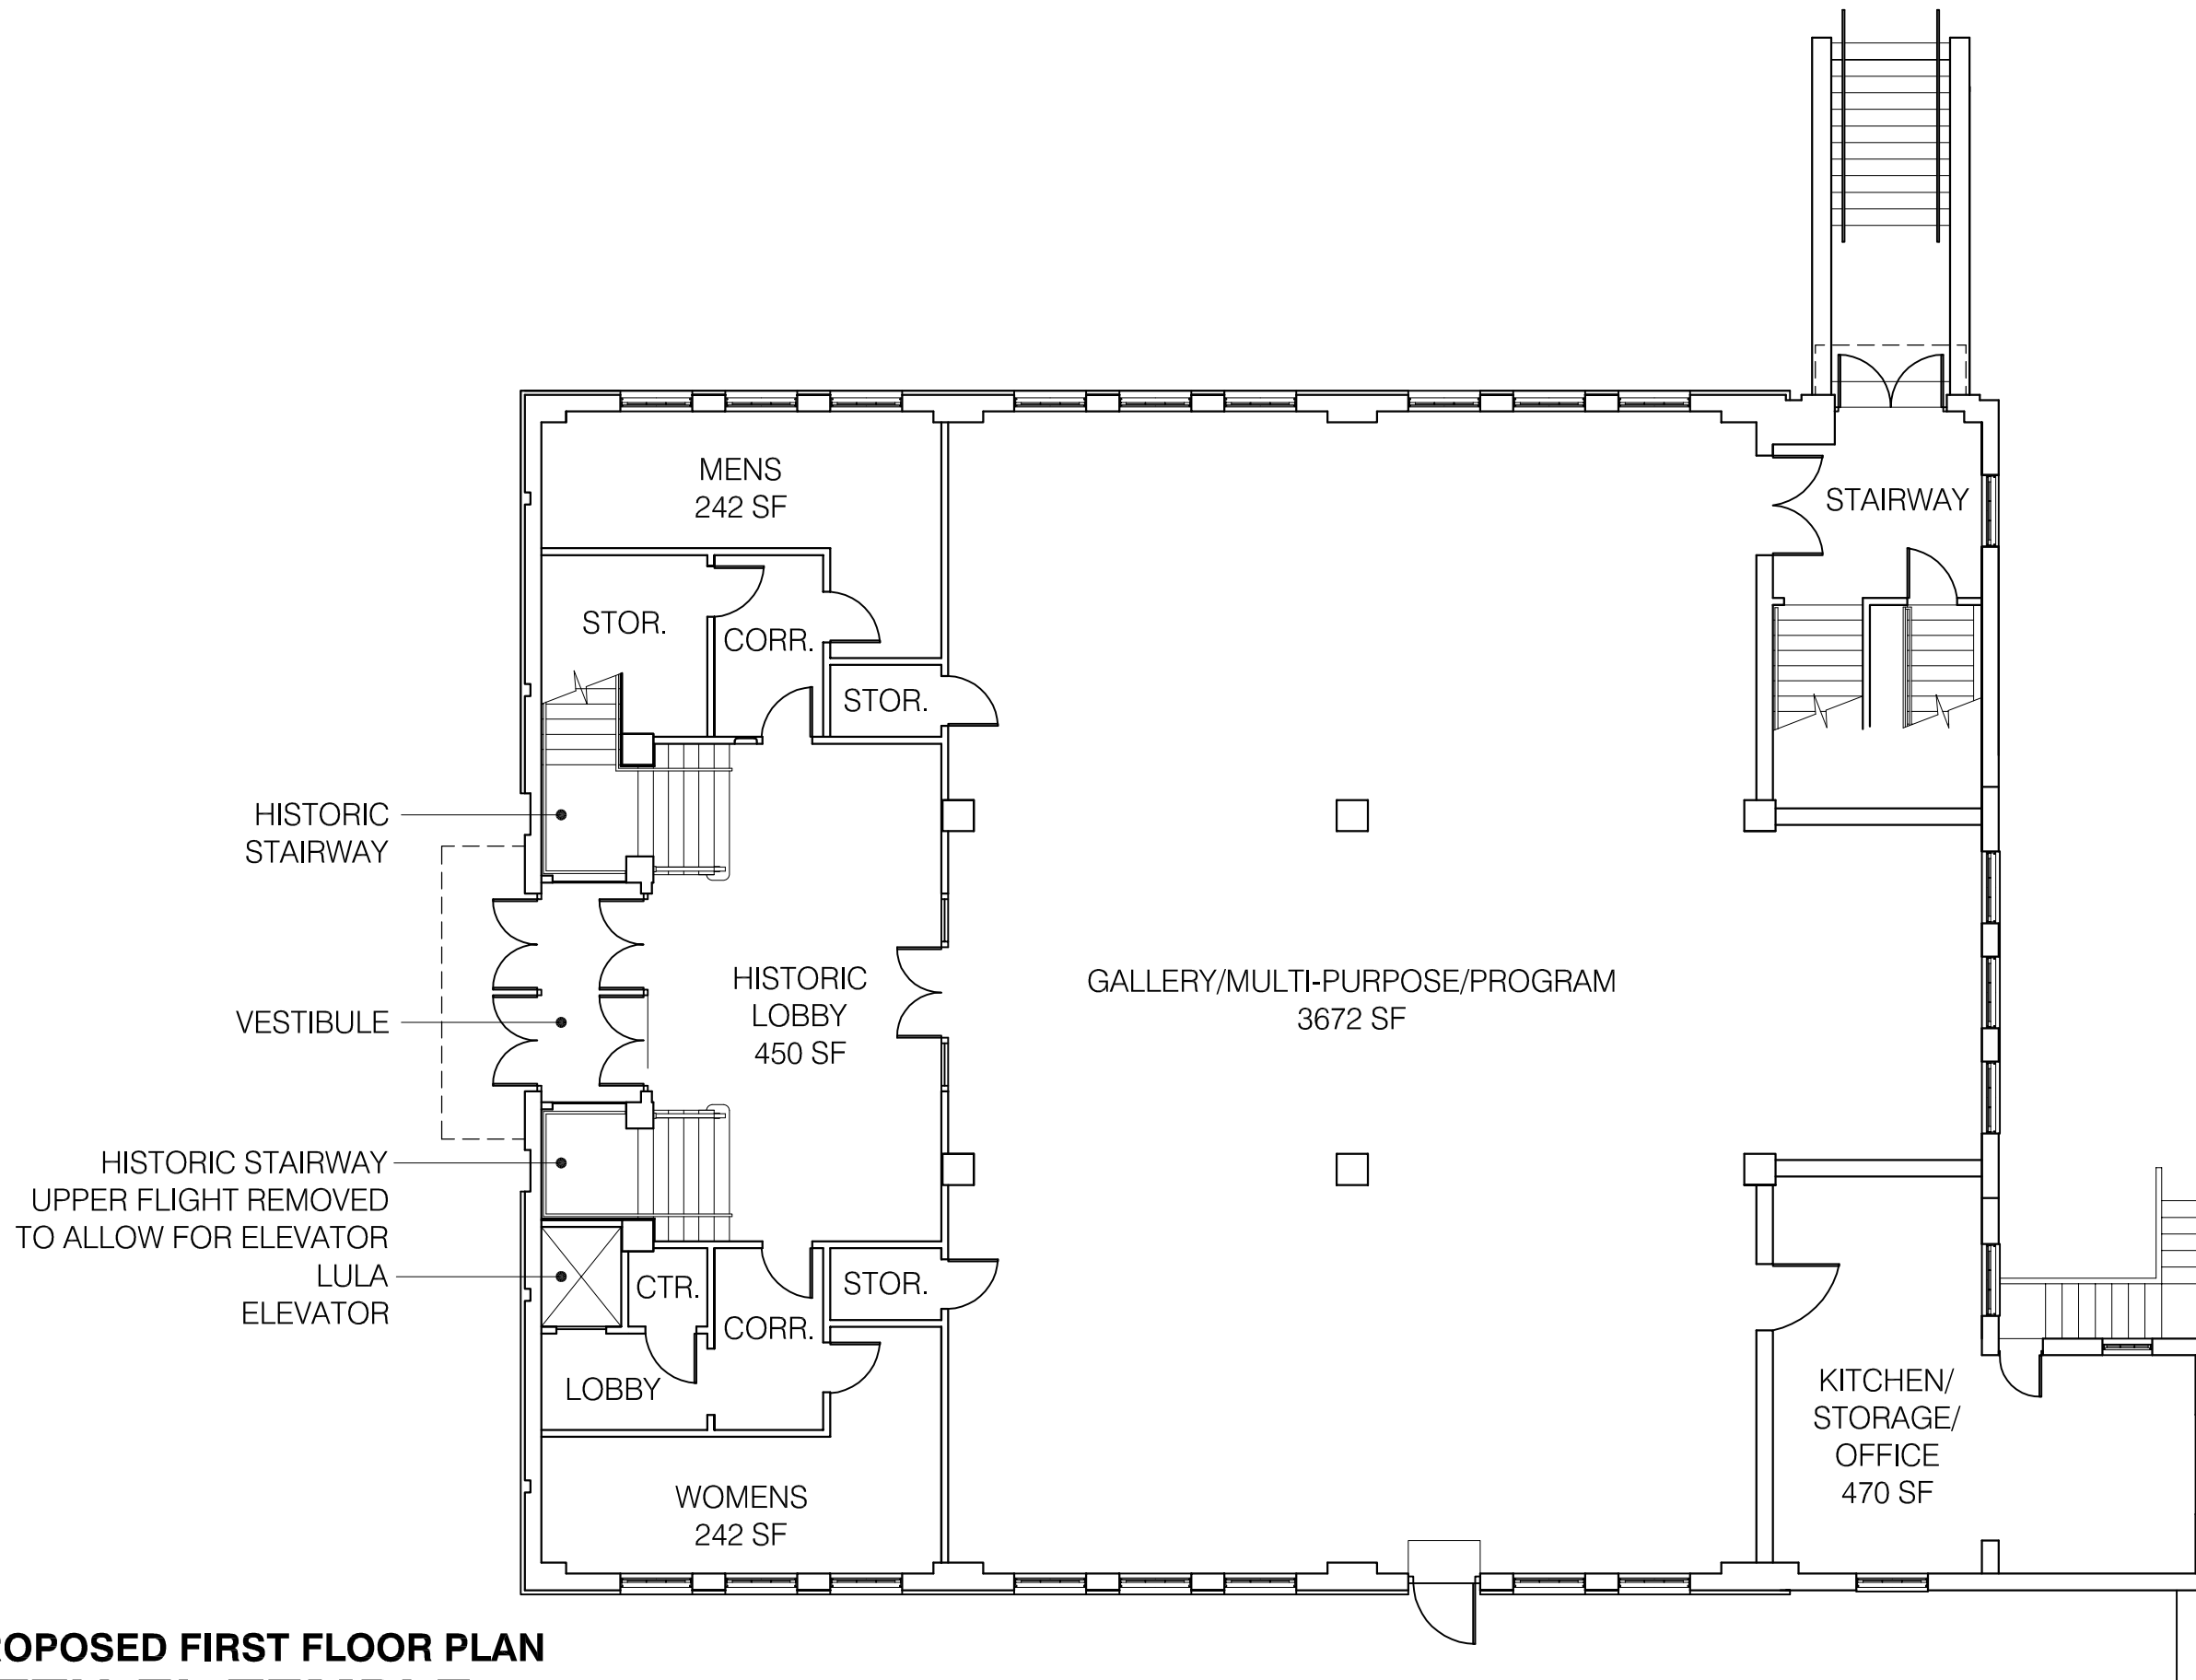 MENS
242 SF
STAIRWAY
STOR.
CORR.
STOR.
HISTORIC
STAIRWAY
VESTIBULE
HISTORIC
LOBBY
450 SF
GALLERY/MULTI-PURPOSE/PROGRAM
3672 SF
HISTORIC STAIRWAY
UPPER FLIGHT REMOVED
TO ALLOW FOR ELEVATOR
LULA
ELEVATOR
CTR.
STOR.
CORR.
LOBBY
KITCHEN/
STORAGE/
OFFICE
470 SF
WOMENS
242 SF
ROPOSED FIRST FLOOR PLAN